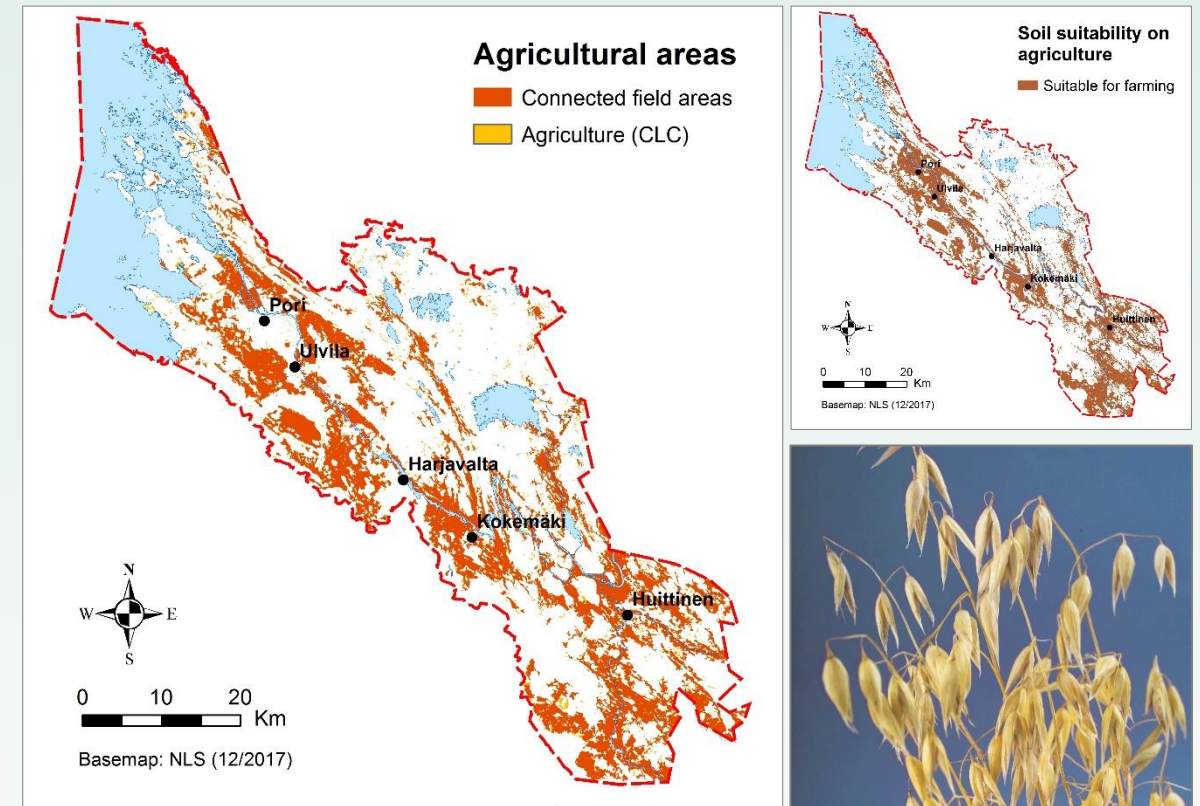 Agricultural areas
Connected field areas
Agriculture (CLC)
Pori
Ulvila
Harjavalta
Kokemäki
Huittinen
N
W E
S
0 10 20
Km
Basemap: NLS (12/2017)
Soil suitability on
agriculture
Suitable for farming
Pori
Ulvila
Harjavalta
Kokemäki
Huittinen
N
W E
S
0 10 20
Km
Basemap: NLS (12/2017)